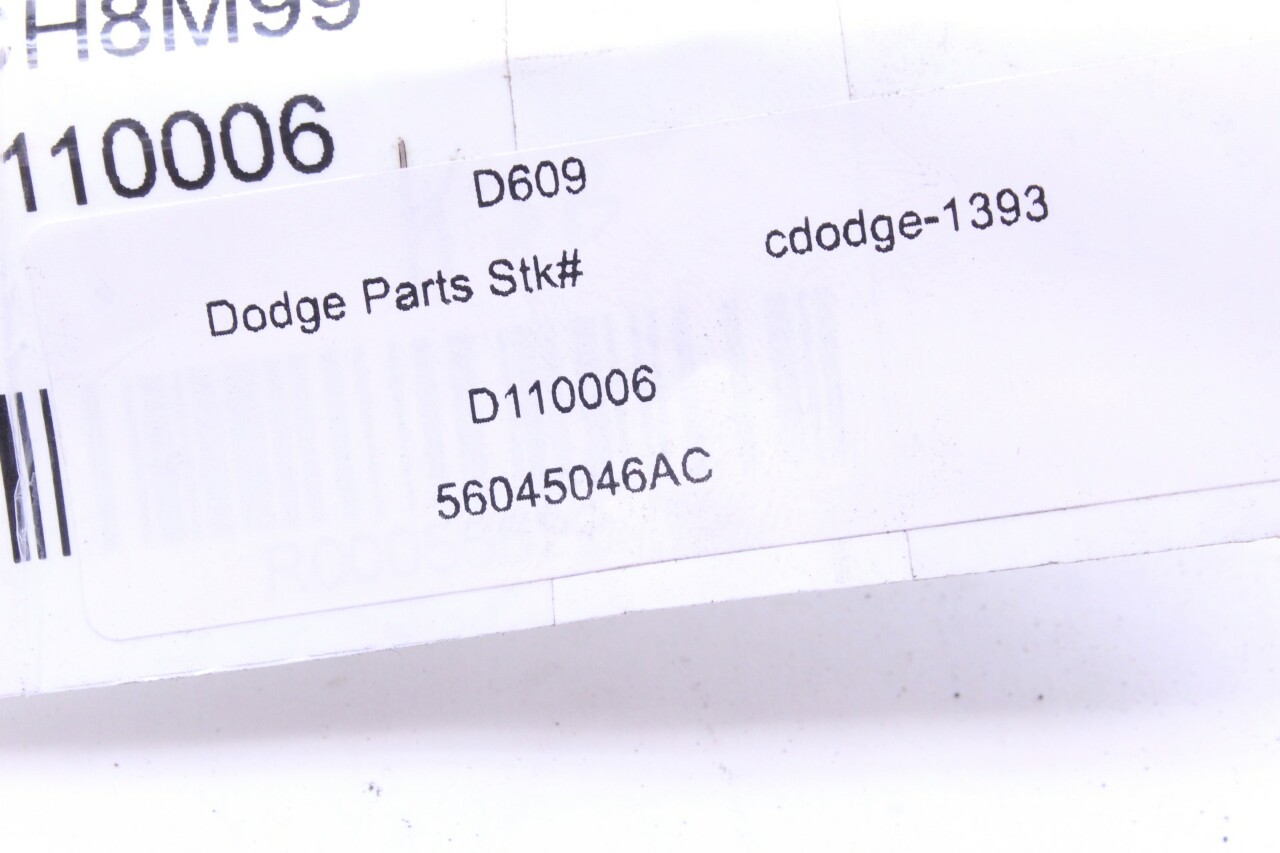 H8M99
110006
D609
cdodge-1393
Dodge Parts Stk#
D110006
56045046AC